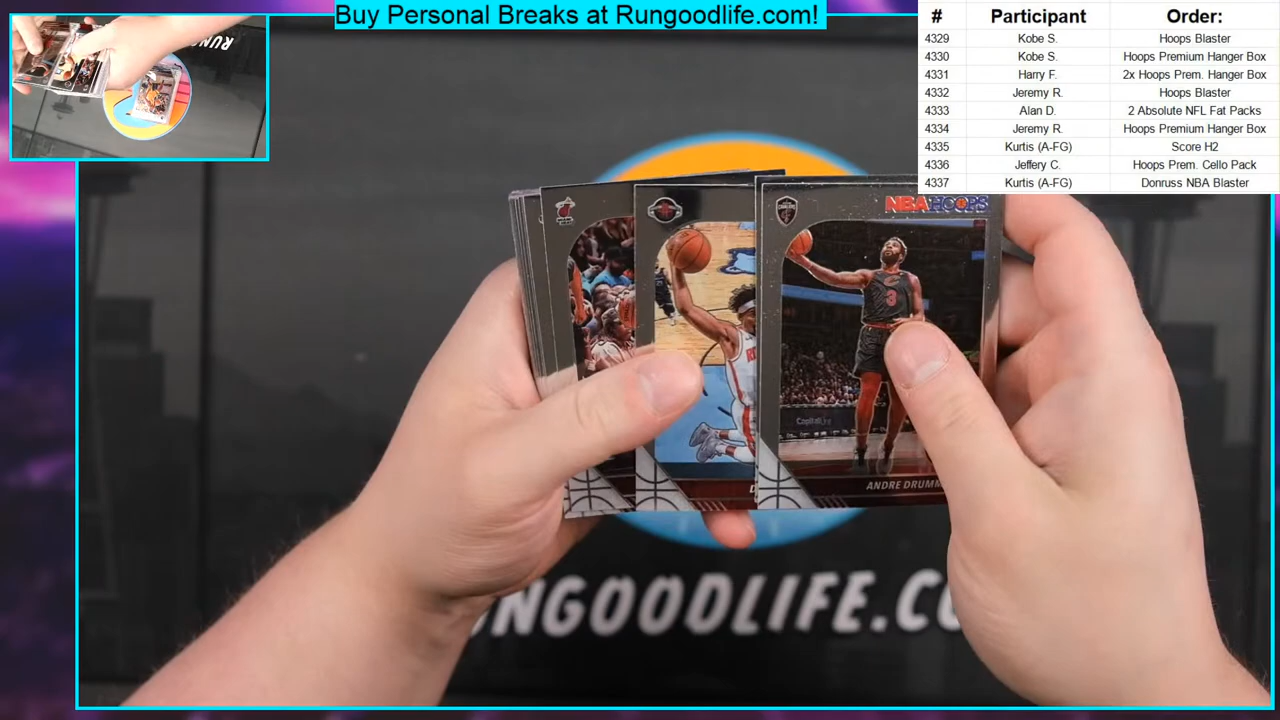 Buy Personal Breaks at Rungoodlife.com!
# Participant Order:
4329 Kobe S. Hoops Blaster
4330 Kobe S. Hoops Premium Hanger Box
4331 Harry F. 2x Hoops Prem. Hanger Box
4332 Jeremy R. Hoops Blaster
4333 Alan D. 2 Absolute NFL Fat Packs
4334 Jeremy R. Hoops Premium Hanger Box
4335 Kurtis (A-FG) Score H2
4336 Jeffery C. Hoops Prem. Cello Pack
4337 Kurtis (A-FG) Donruss NBA Blaster
NBA HOOPS
3
ANDRE DRUMM
NGOODLIFE.CO